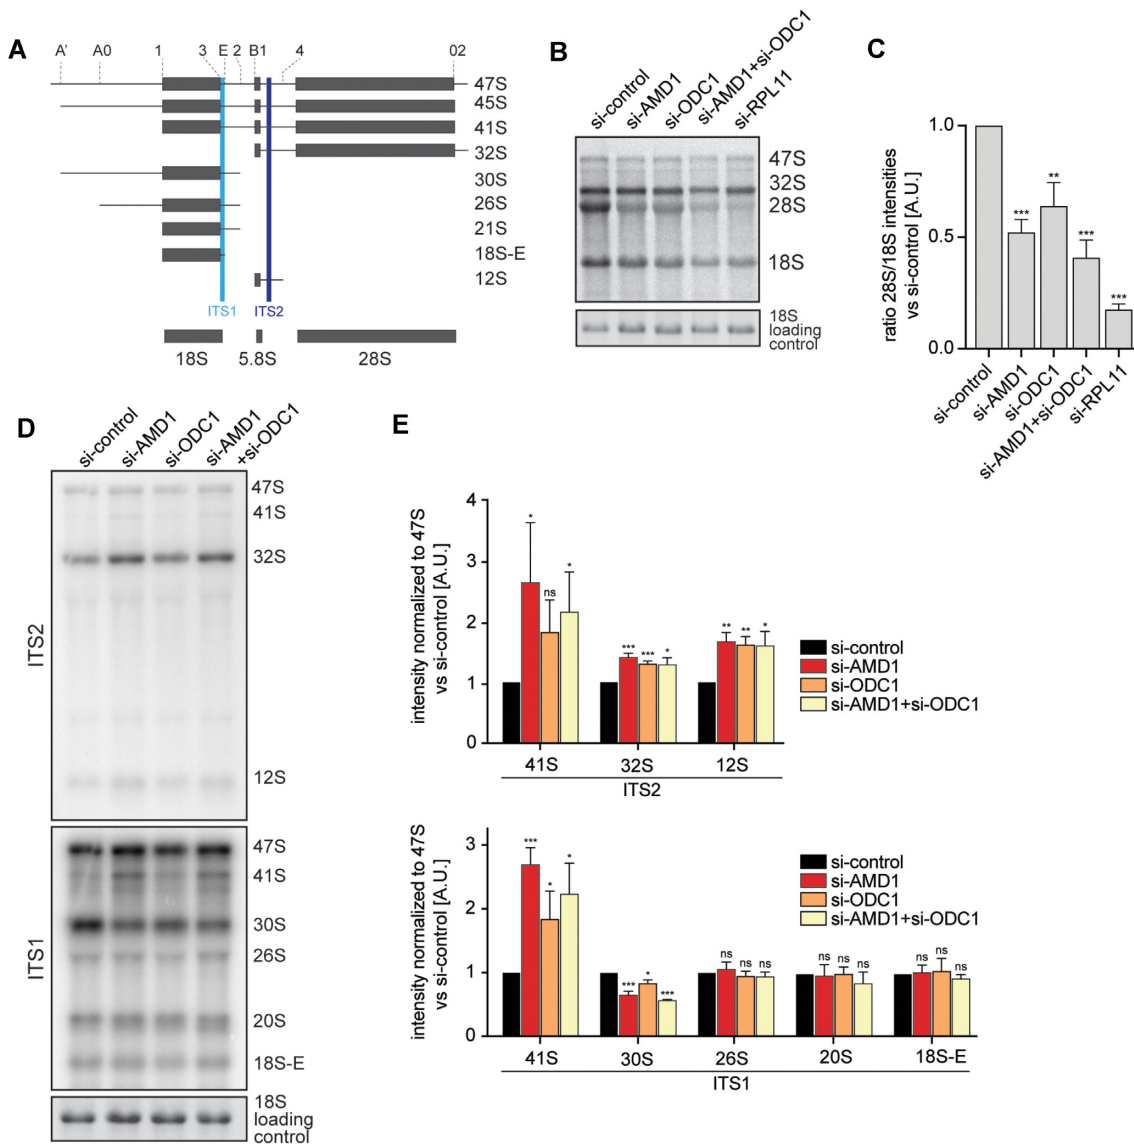 A
A' A0 1 3 E 2 B1 4 02
47S
45S
41S
32S
30S
26S
21S
18S-E
12S
ITS1 ITS2
18S 5.8S 28S
B
si-control
si-AMD1
si-ODC1
si-AMD1+si-ODC1
si-RPL11
47S
32S
28S
18S
18S
loading
control
C
ratio 28S/18S intensities
vs si-control [A.U.]
1.0
0.5
0.0
***
**
***
***
si-control
si-AMD1
si-ODC1
si-AMD1+si-ODC1
si-RPL11
D
si-control
si-AMD1
si-ODC1
si-AMD1
+si-ODC1
ITS2
47S
41S
32S
12S
ITS1
47S
41S
30S
26S
20S
18S-E
18S
loading
control
E
intensity normalized to 47S
vs si-control [A.U.]
4
3
2
1
0
* ns *
*** *** *
** ** *
41S 32S 12S
ITS2
si-control
si-AMD1
si-ODC1
si-AMD1+si-ODC1
intensity normalized to 47S
vs si-control [A.U.]
3
2
1
0
*** * *
*** * ***
ns ns ns
ns ns ns
ns ns ns
41S 30S 26S 20S 18S-E
ITS1
si-control
si-AMD1
si-ODC1
si-AMD1+si-ODC1